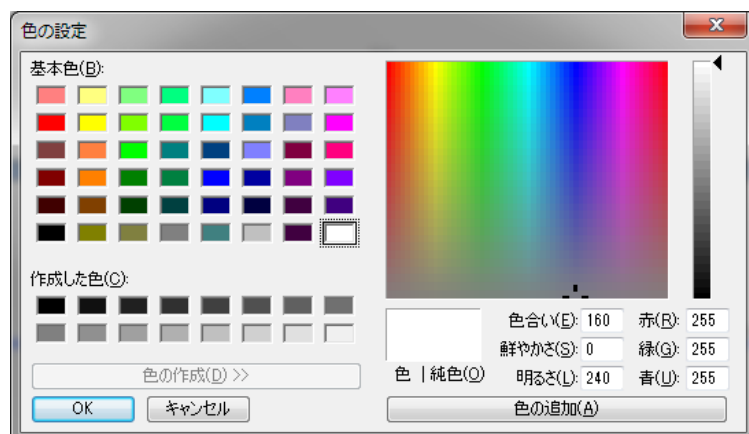 色の設定
基本色(B):
作成した色(C):
色の作成(D) >>
OK
キャンセル
色 | 純色(O)
色合い(E): 160
鮮やかさ(S): 0
明るさ(L): 240
赤(R): 255
緑(G): 255
青(U): 255
色の追加(A)